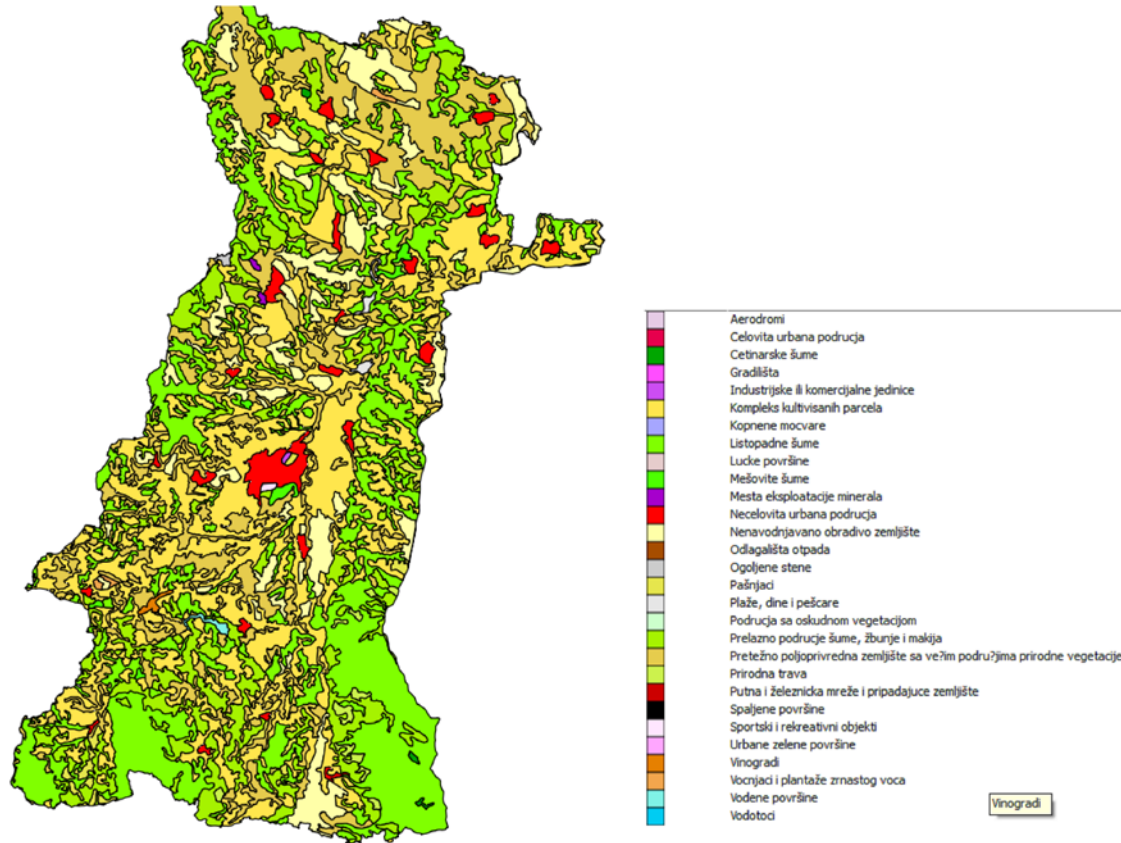 Aerodromi
Celovita urbana podrucja
Cetinarske šume
Gradilišta
Industrijske ili komercijalne jedinice
Kompleks kultivisanih parcela
Kopnene mocvare
Listopadne šume
Lucke površine
Mešovite šume
Mesta eksploatacije minerala
Necelovita urbana podrucja
Nenavodnjavano obradivo zemljište
Odlagališta otpada
Ogoljene stene
Pašnjaci
Plaže, dine i pešcare
Podrucja sa oskudnom vegetacijom
Prelazno podrucje šume, žbunje i makija
Pretežno poljoprivredna zemljište sa ve?im podru?jima prirodne vegetacije
Prirodna trava
Putna i železnicka mreže i pripadajuce zemljište
Spaljene površine
Sportski i rekreativni objekti
Urbane zelene površine
Vinogradi
Vocnjaci i plantaže zrnastog voca
Vodene površine
Vinogradi
Vodotoci